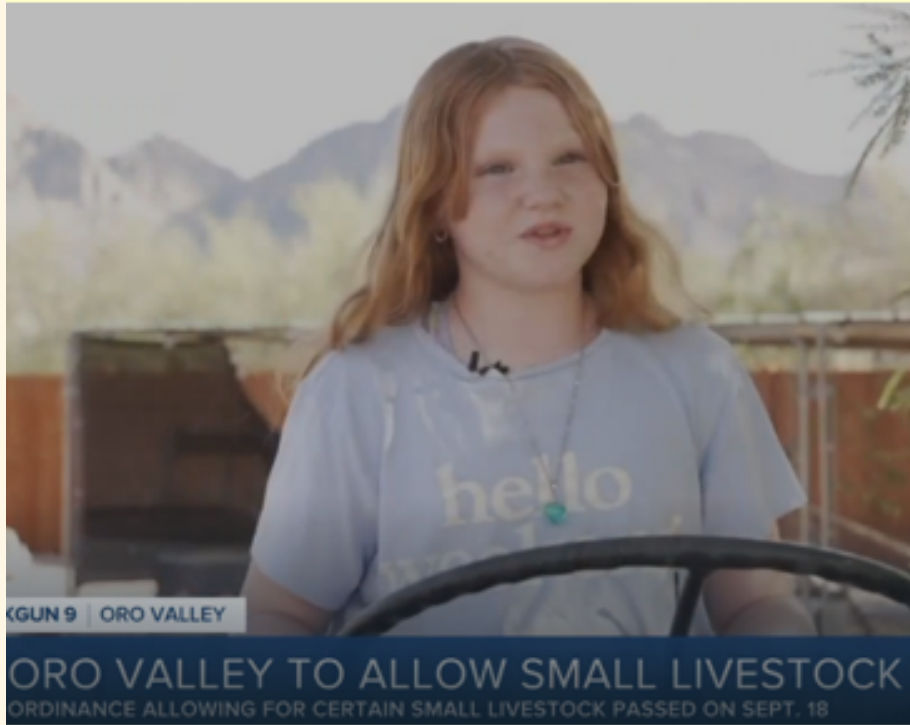 hello
KGUN 9 | ORO VALLEY
ORO VALLEY TO ALLOW SMALL LIVESTOCK
ORDINANCE ALLOWING FOR CERTAIN SMALL LIVESTOCK PASSED ON SEPT. 18